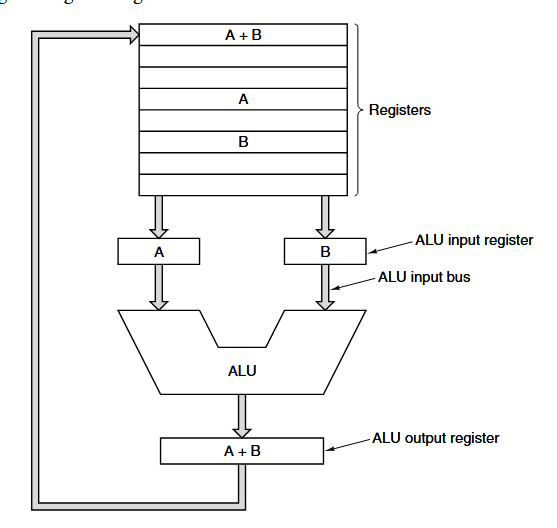 A + B
A
Registers
B
A
B
ALU input register
ALU input bus
ALU
A + B
ALU output register